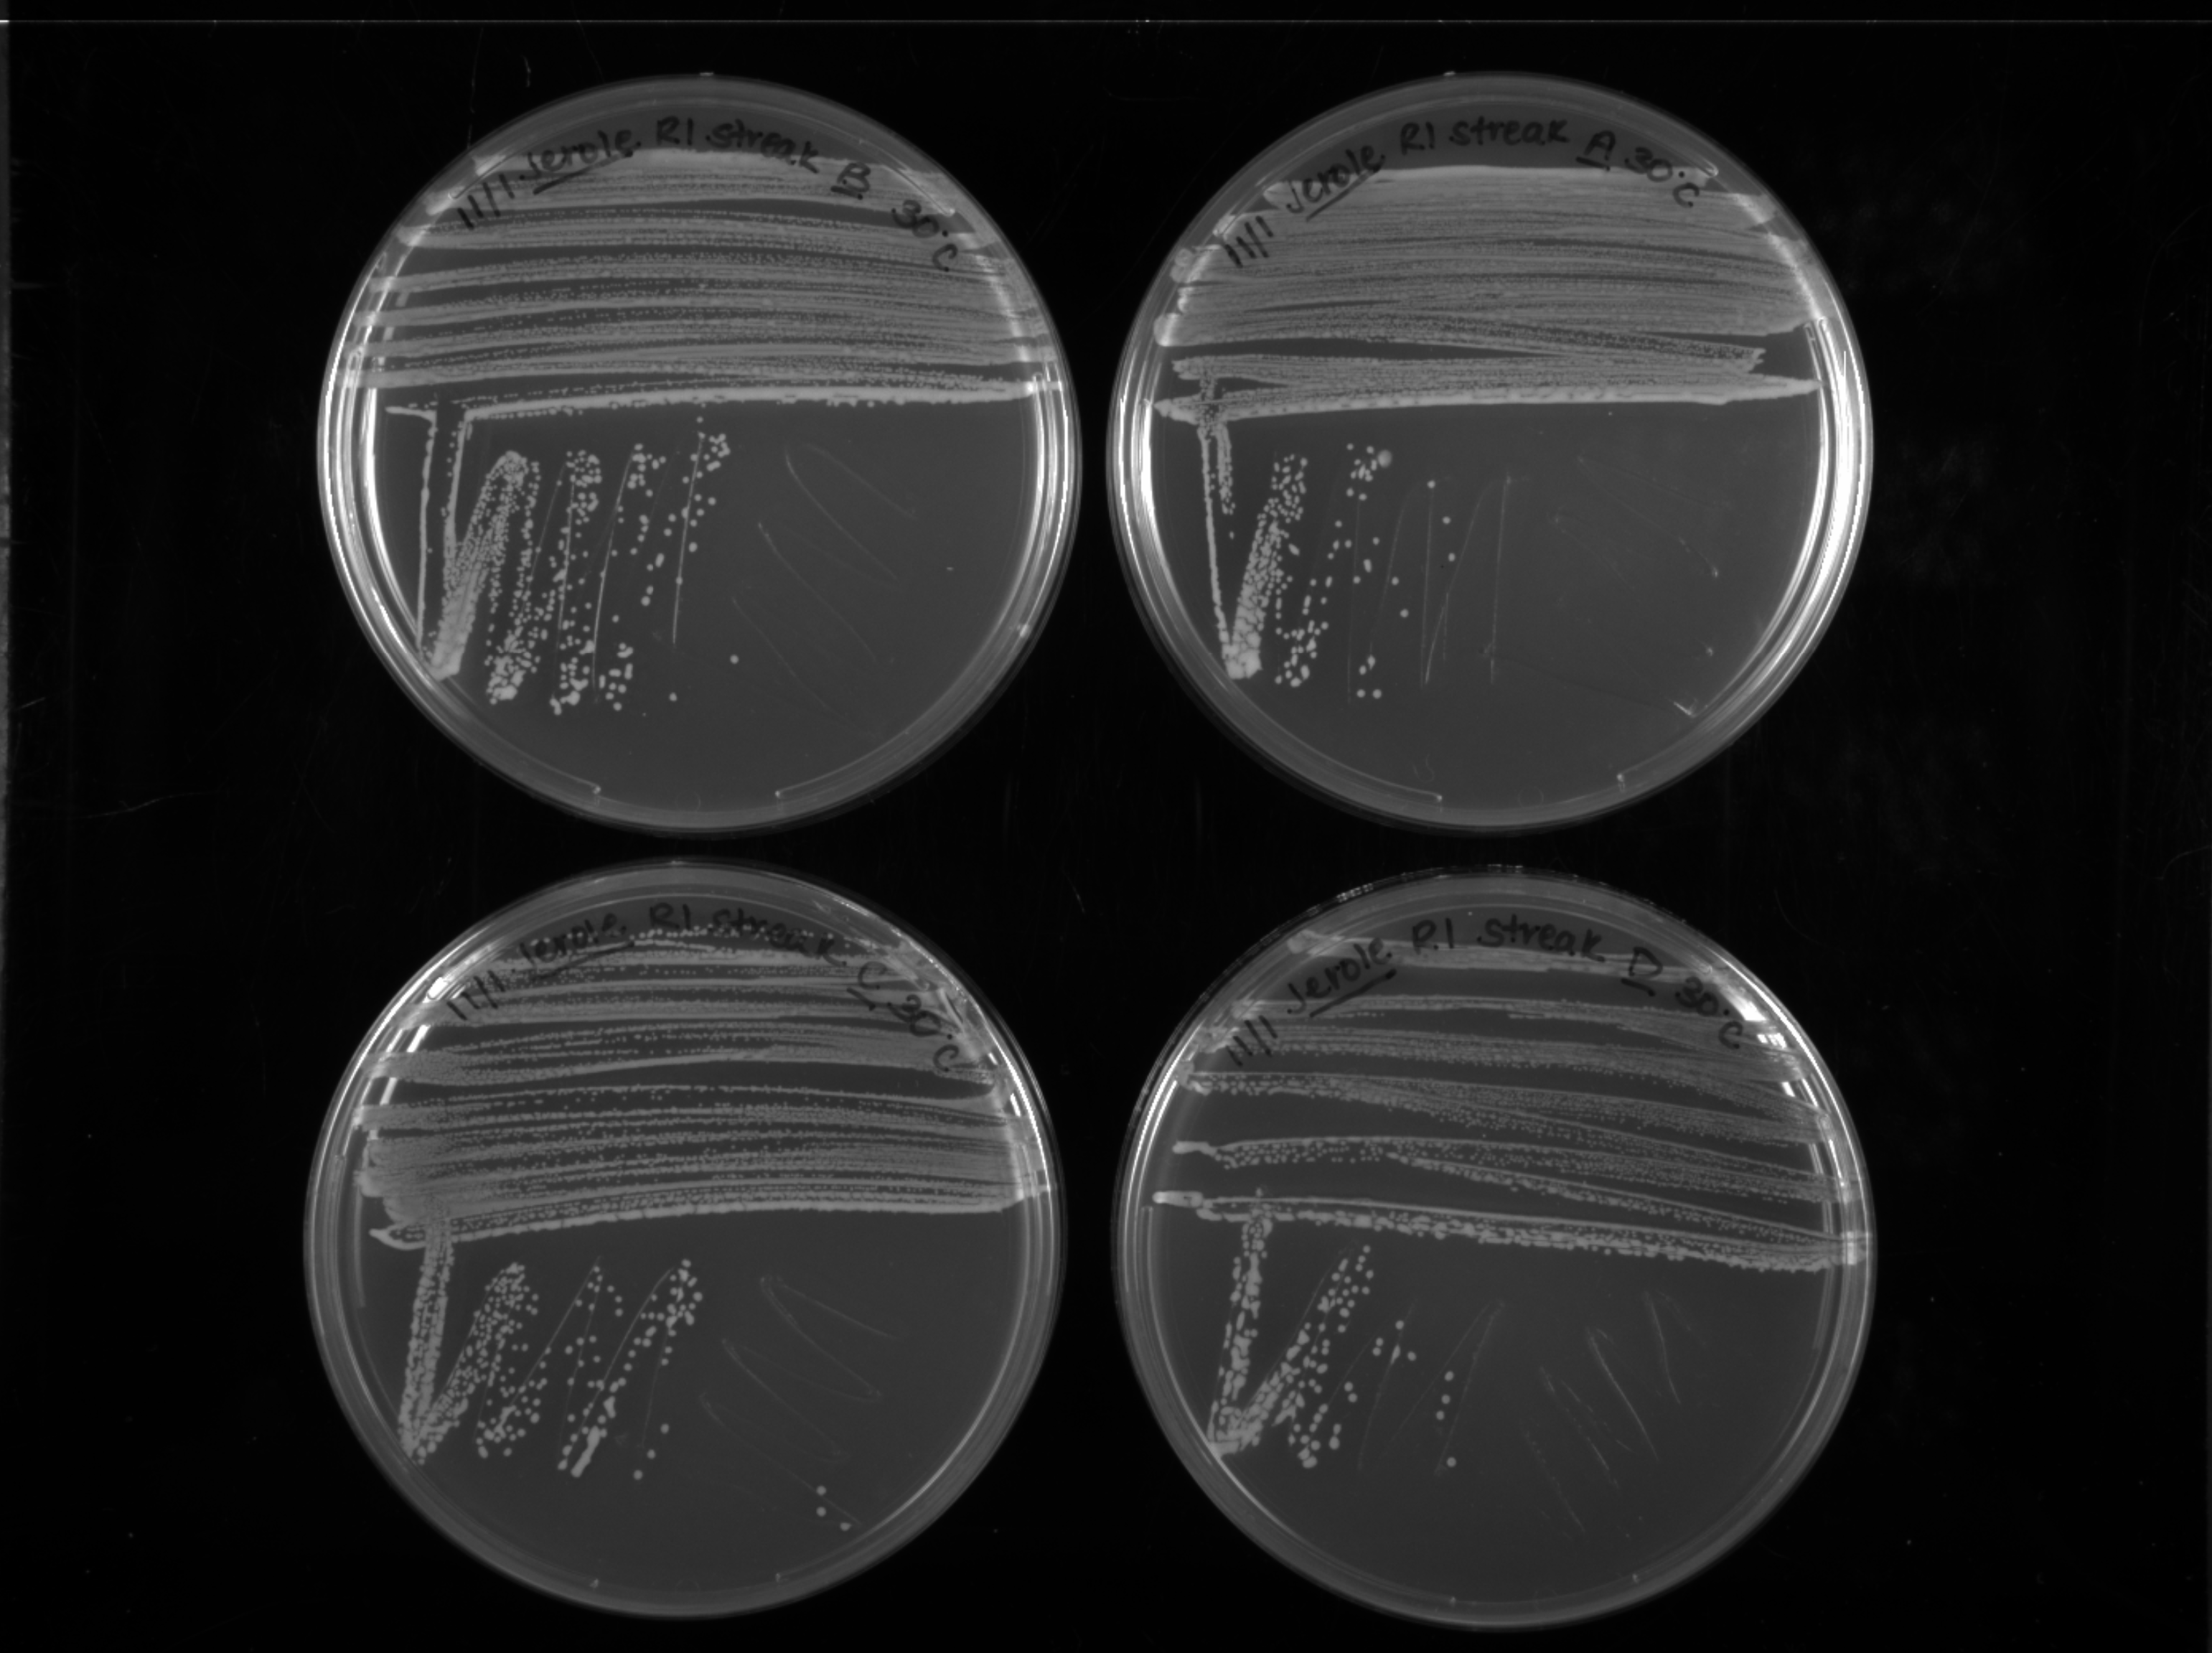 11/1 Jerole R1 streak B 30°C
11/1 Jerole R1 streak A 30°C
11/1 Jerole R1 streak C 30°C
11/1 Jerole R1 streak D 30°C